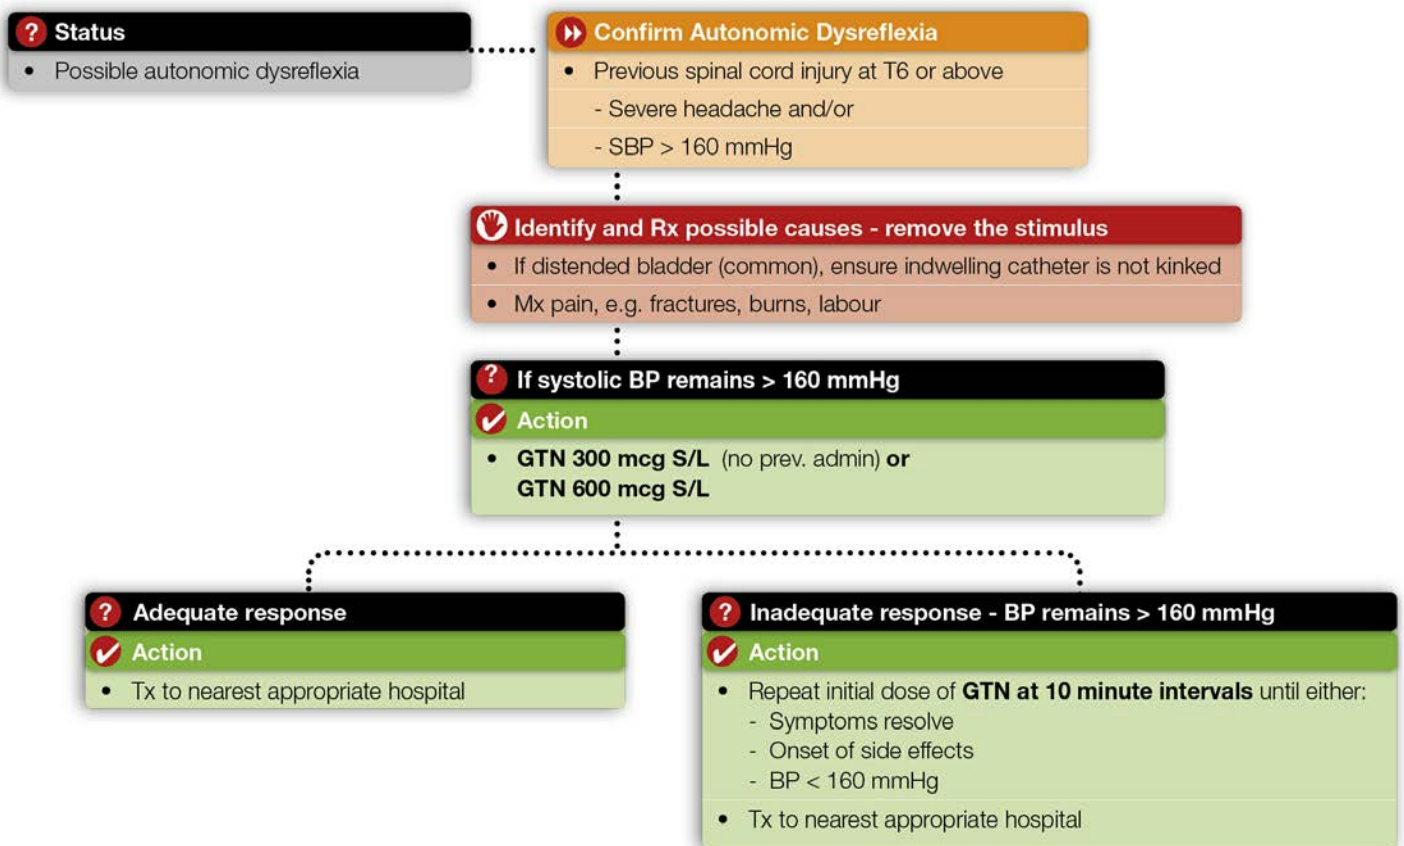 ? Status
• Possible autonomic dysreflexia
Confirm Autonomic Dysreflexia
• Previous spinal cord injury at T6 or above
- Severe headache and/or
- SBP > 160 mmHg
Identify and Rx possible causes - remove the stimulus
• If distended bladder (common), ensure indwelling catheter is not kinked
• Mx pain, e.g. fractures, burns, labour
? If systolic BP remains > 160 mmHg
Action
• GTN 300 mcg S/L (no prev. admin) or
GTN 600 mcg S/L
? Adequate response
Action
• Tx to nearest appropriate hospital
? Inadequate response - BP remains > 160 mmHg
Action
• Repeat initial dose of GTN at 10 minute intervals until either:
- Symptoms resolve
- Onset of side effects
- BP < 160 mmHg
• Tx to nearest appropriate hospital